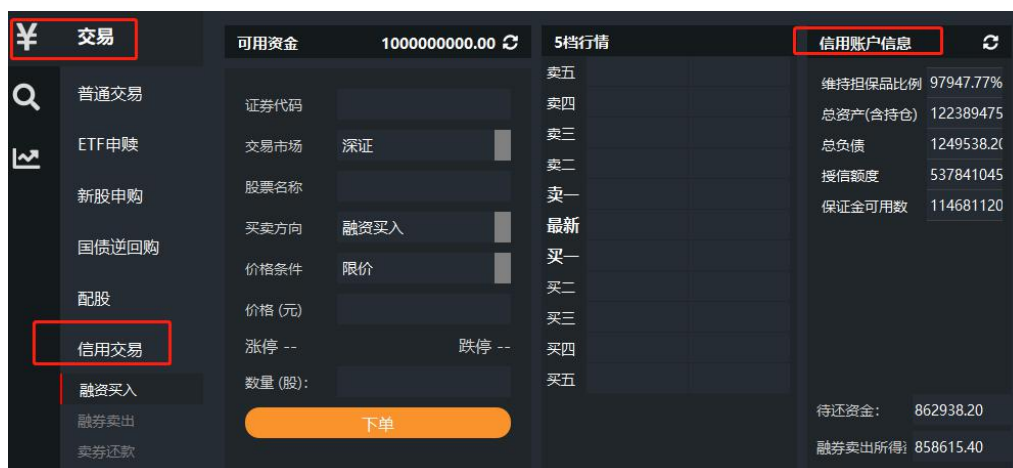 ¥ 交易
普通交易
ETF申赎
新股申购
国债逆回购
配股
信用交易
融资买入
融券卖出
卖券还款
可用资金 1000000000.00
证券代码
交易市场 深证
股票名称
买卖方向 融资买入
价格条件 限价
价格 (元)
涨停 -- 跌停 --
数量 (股):
下单
5档行情
卖五
卖四
卖三
卖二
卖一
最新
买一
买二
买三
买四
买五
信用账户信息
维持担保品比例 97947.77%
总资产(含持仓) 122389475
总负债 1249538.20
授信额度 537841045
保证金可用数 114681120
待还资金: 862938.20
融券卖出所得 858615.40